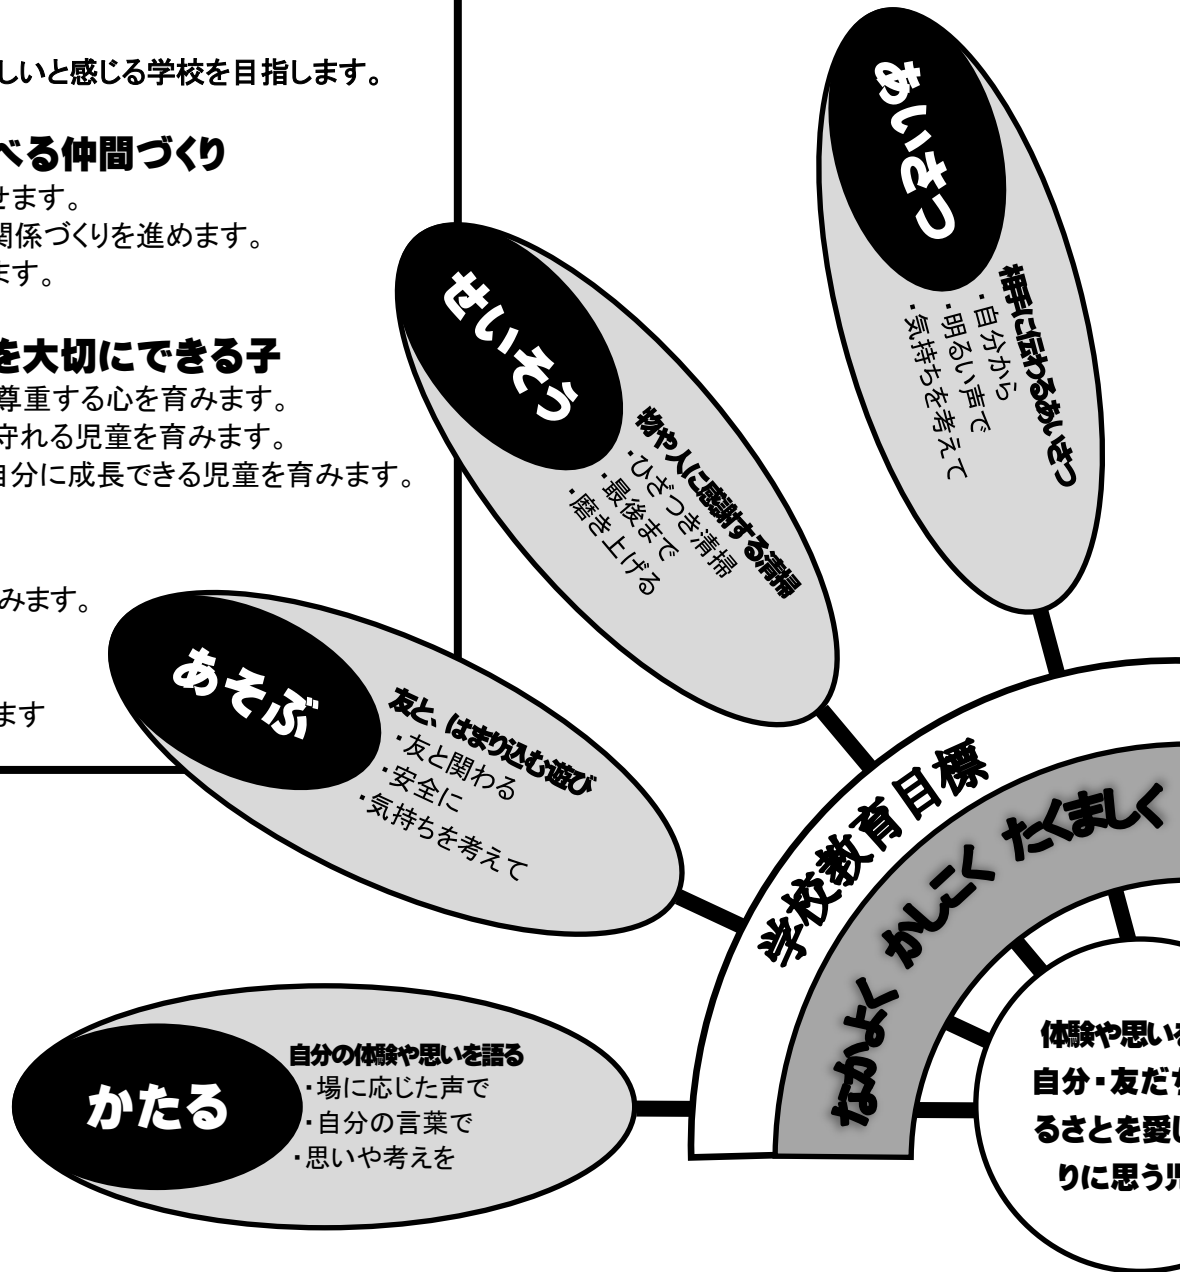 しいと感じる学校を目指します。
べる仲間づくり
せます。
関係づくりを進めます。
ます。
を大切にできる子
尊重する心を育みます。
守れる児童を育みます。
自分に成長できる児童を育みます。
みます。
ます
あいさつ
相手に伝わるあいさつ
・自分から
・明るい声で
・気持ちを考えて
せいそう
物や人に感謝する清掃
・ひざつき清掃
・最後まで
・磨き上げる
あそぶ
友と、はまり込む遊び
・友と関わる
・安全に
・気持ちを考えて
かたる
自分の体験や思いを語る
・場に応じた声で
・自分の言葉で
・思いや考えを
学校教育目標
なかよく かしこく たくましく
体験や思いを
自分・友だち
るさとを愛し
りに思う児